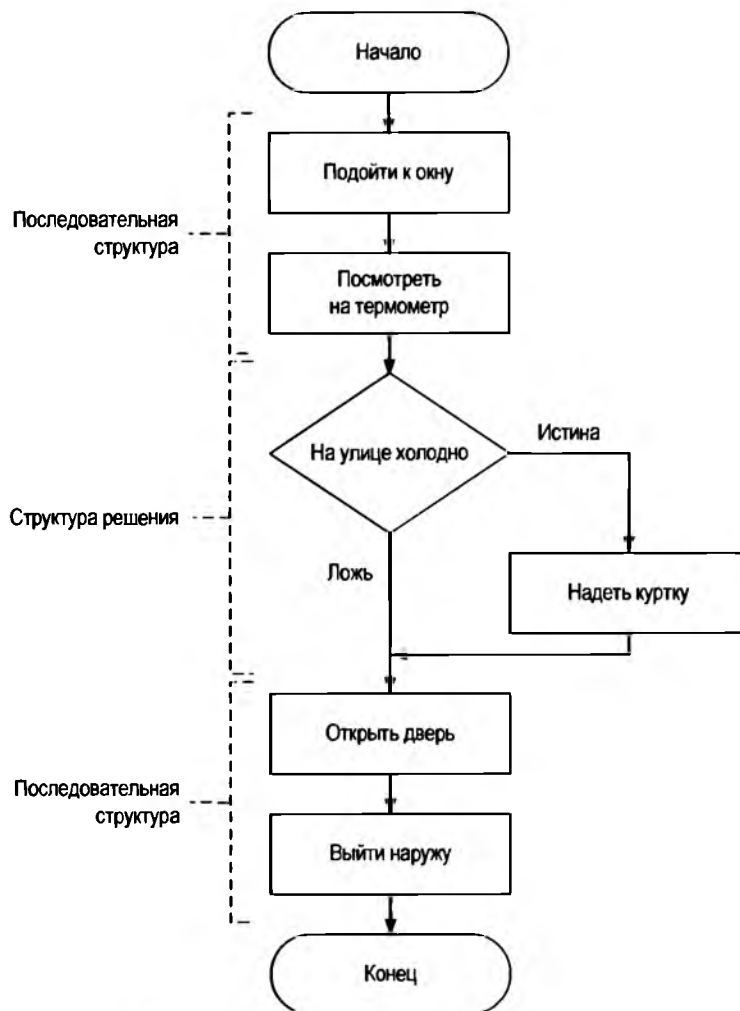 Начало
Подойти к окну
Последовательная
структура
Посмотреть
на термометр
На улице холодно
Истина
Структура решения
Ложь
Надеть куртку
Открыть дверь
Последовательная
структура
Выйти наружу
Конец